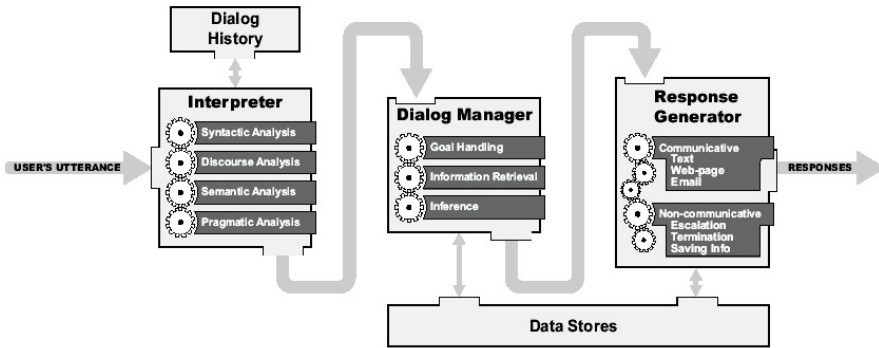 Dialog
History
Interpreter
Syntactic Analysis
Discourse Analysis
Semantic Analysis
Pragmatic Analysis
USER'S UTTERANCE
Dialog Manager
Goal Handling
Information Retrieval
Inference
Response
Generator
Communicative
Text
Web-page
Email
Non-communicative
Escalation
Termination
Saving Info
RESPONSES
Data Stores